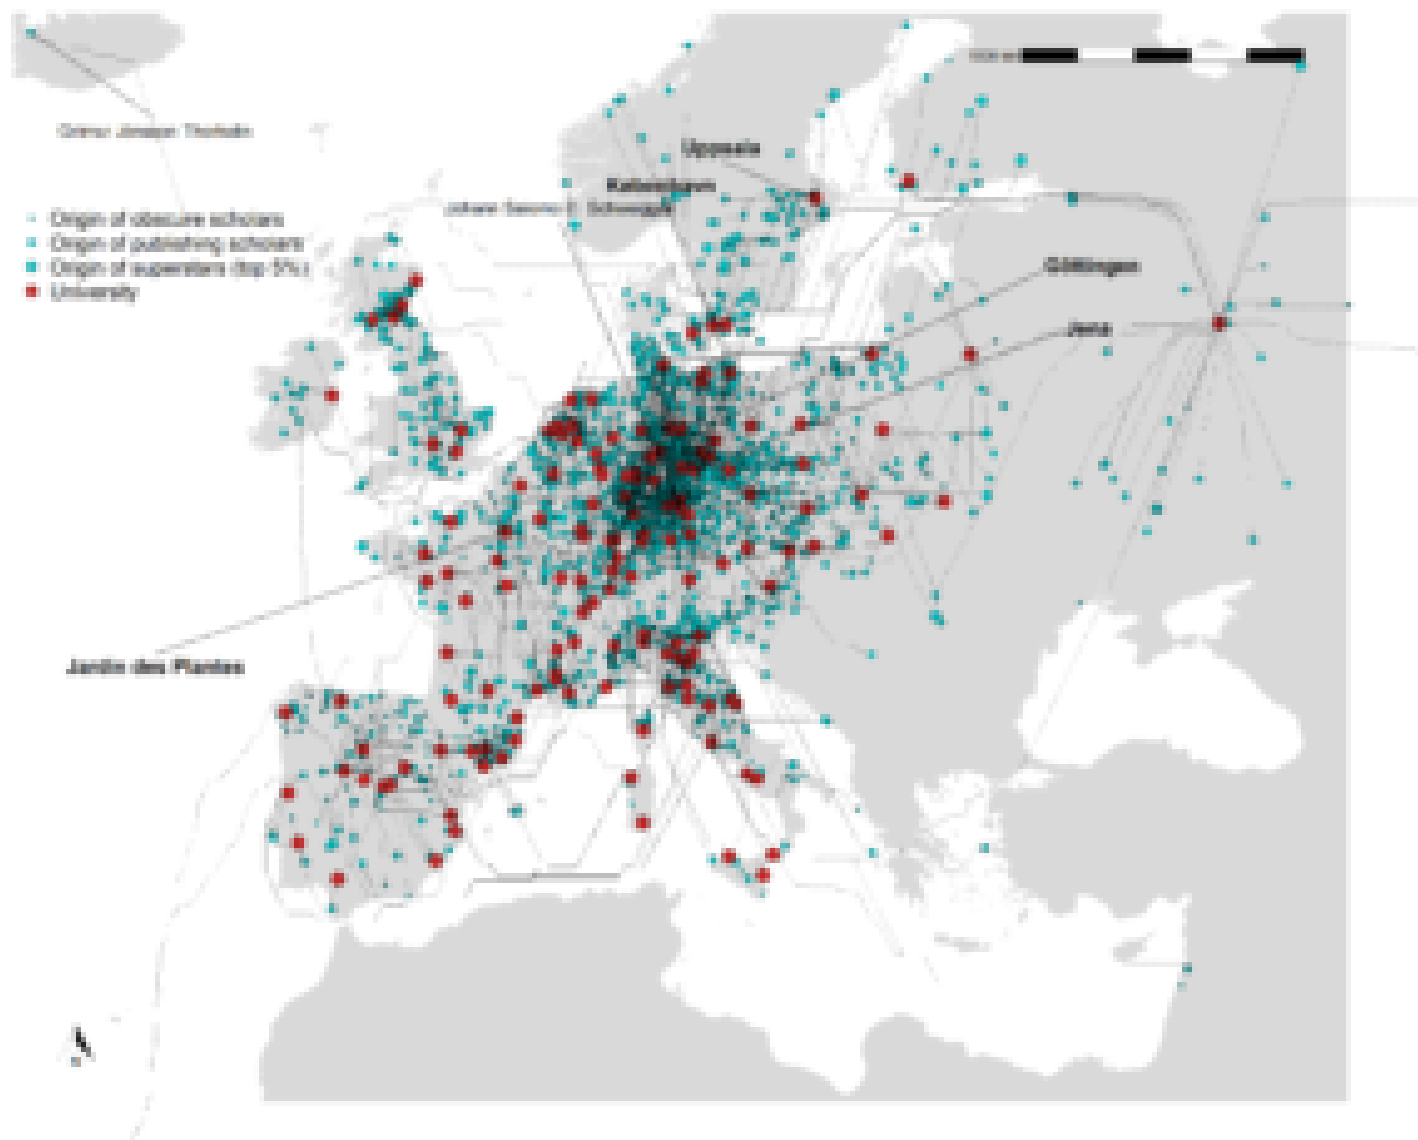 Uppsala
København
Origin of obscure scholars
Origin of publishing scholars
Origin of superstars (top 5%)
University
Göttingen
Jena
Jardin des Plantes